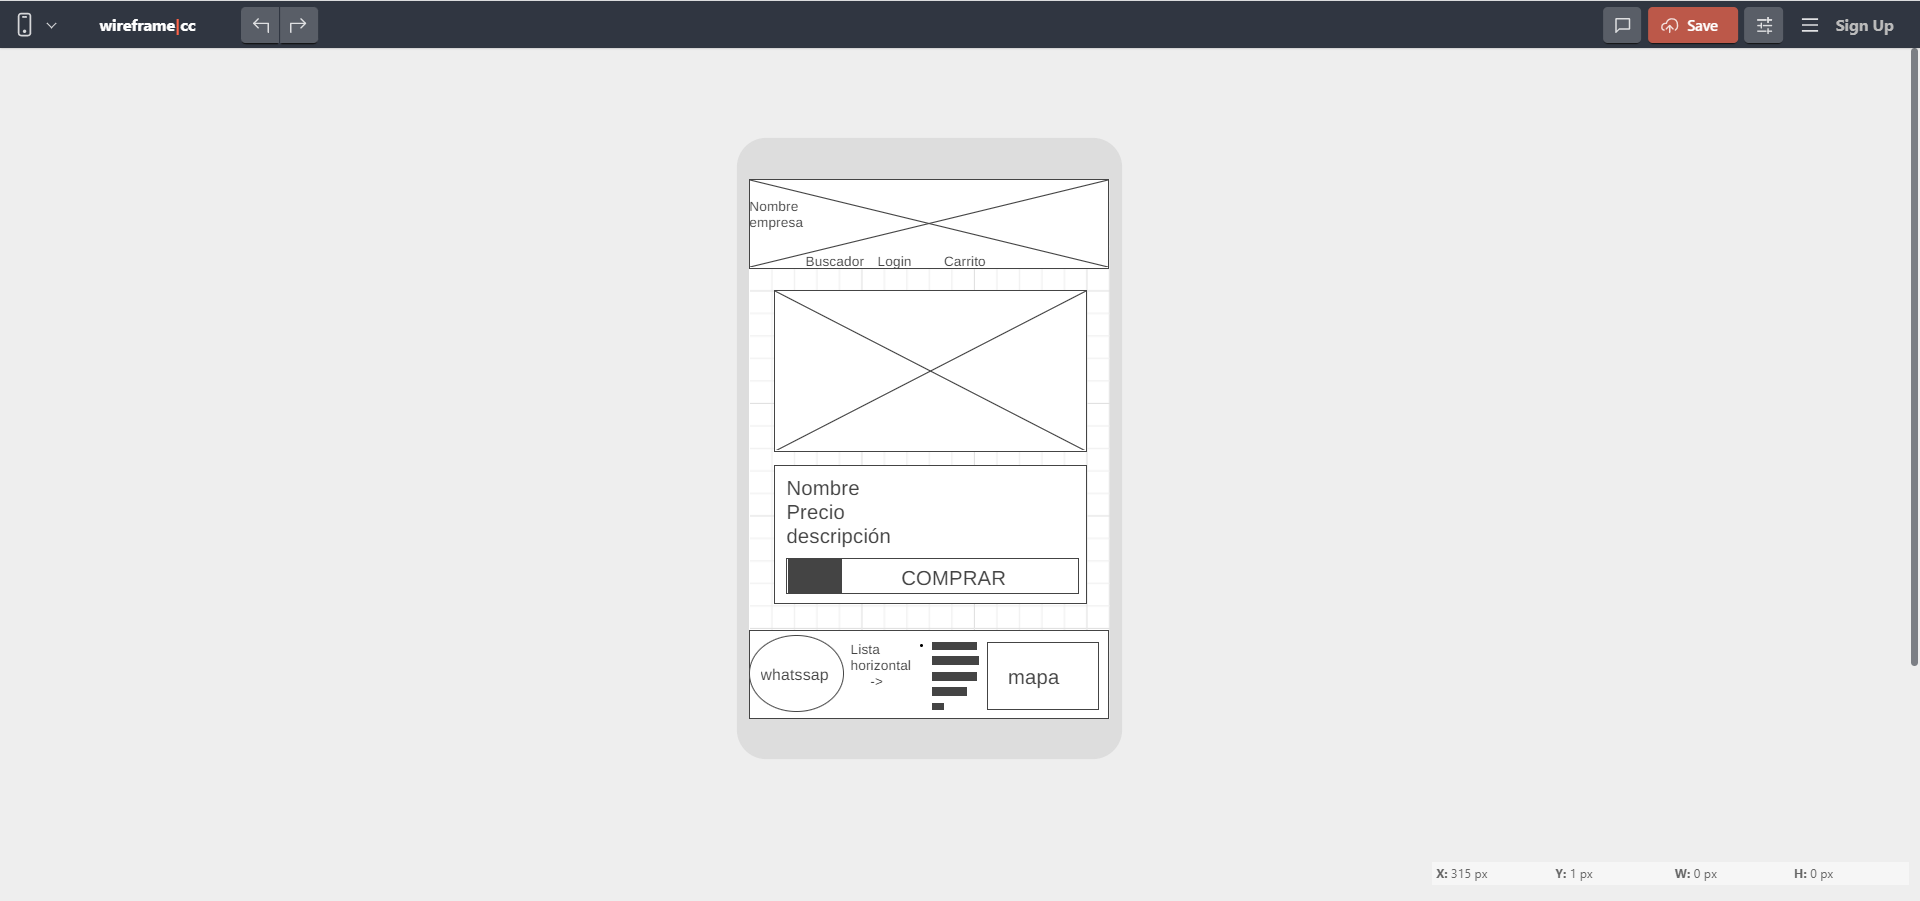 wireframe|cc
Save
Sign Up
Nombre
empresa
Buscador Login Carrito
Nombre
Precio
descripción
COMPRAR
whatssap
Lista
horizontal
->
mapa
X: 315 px Y: 1 px W: 0 px H: 0 px